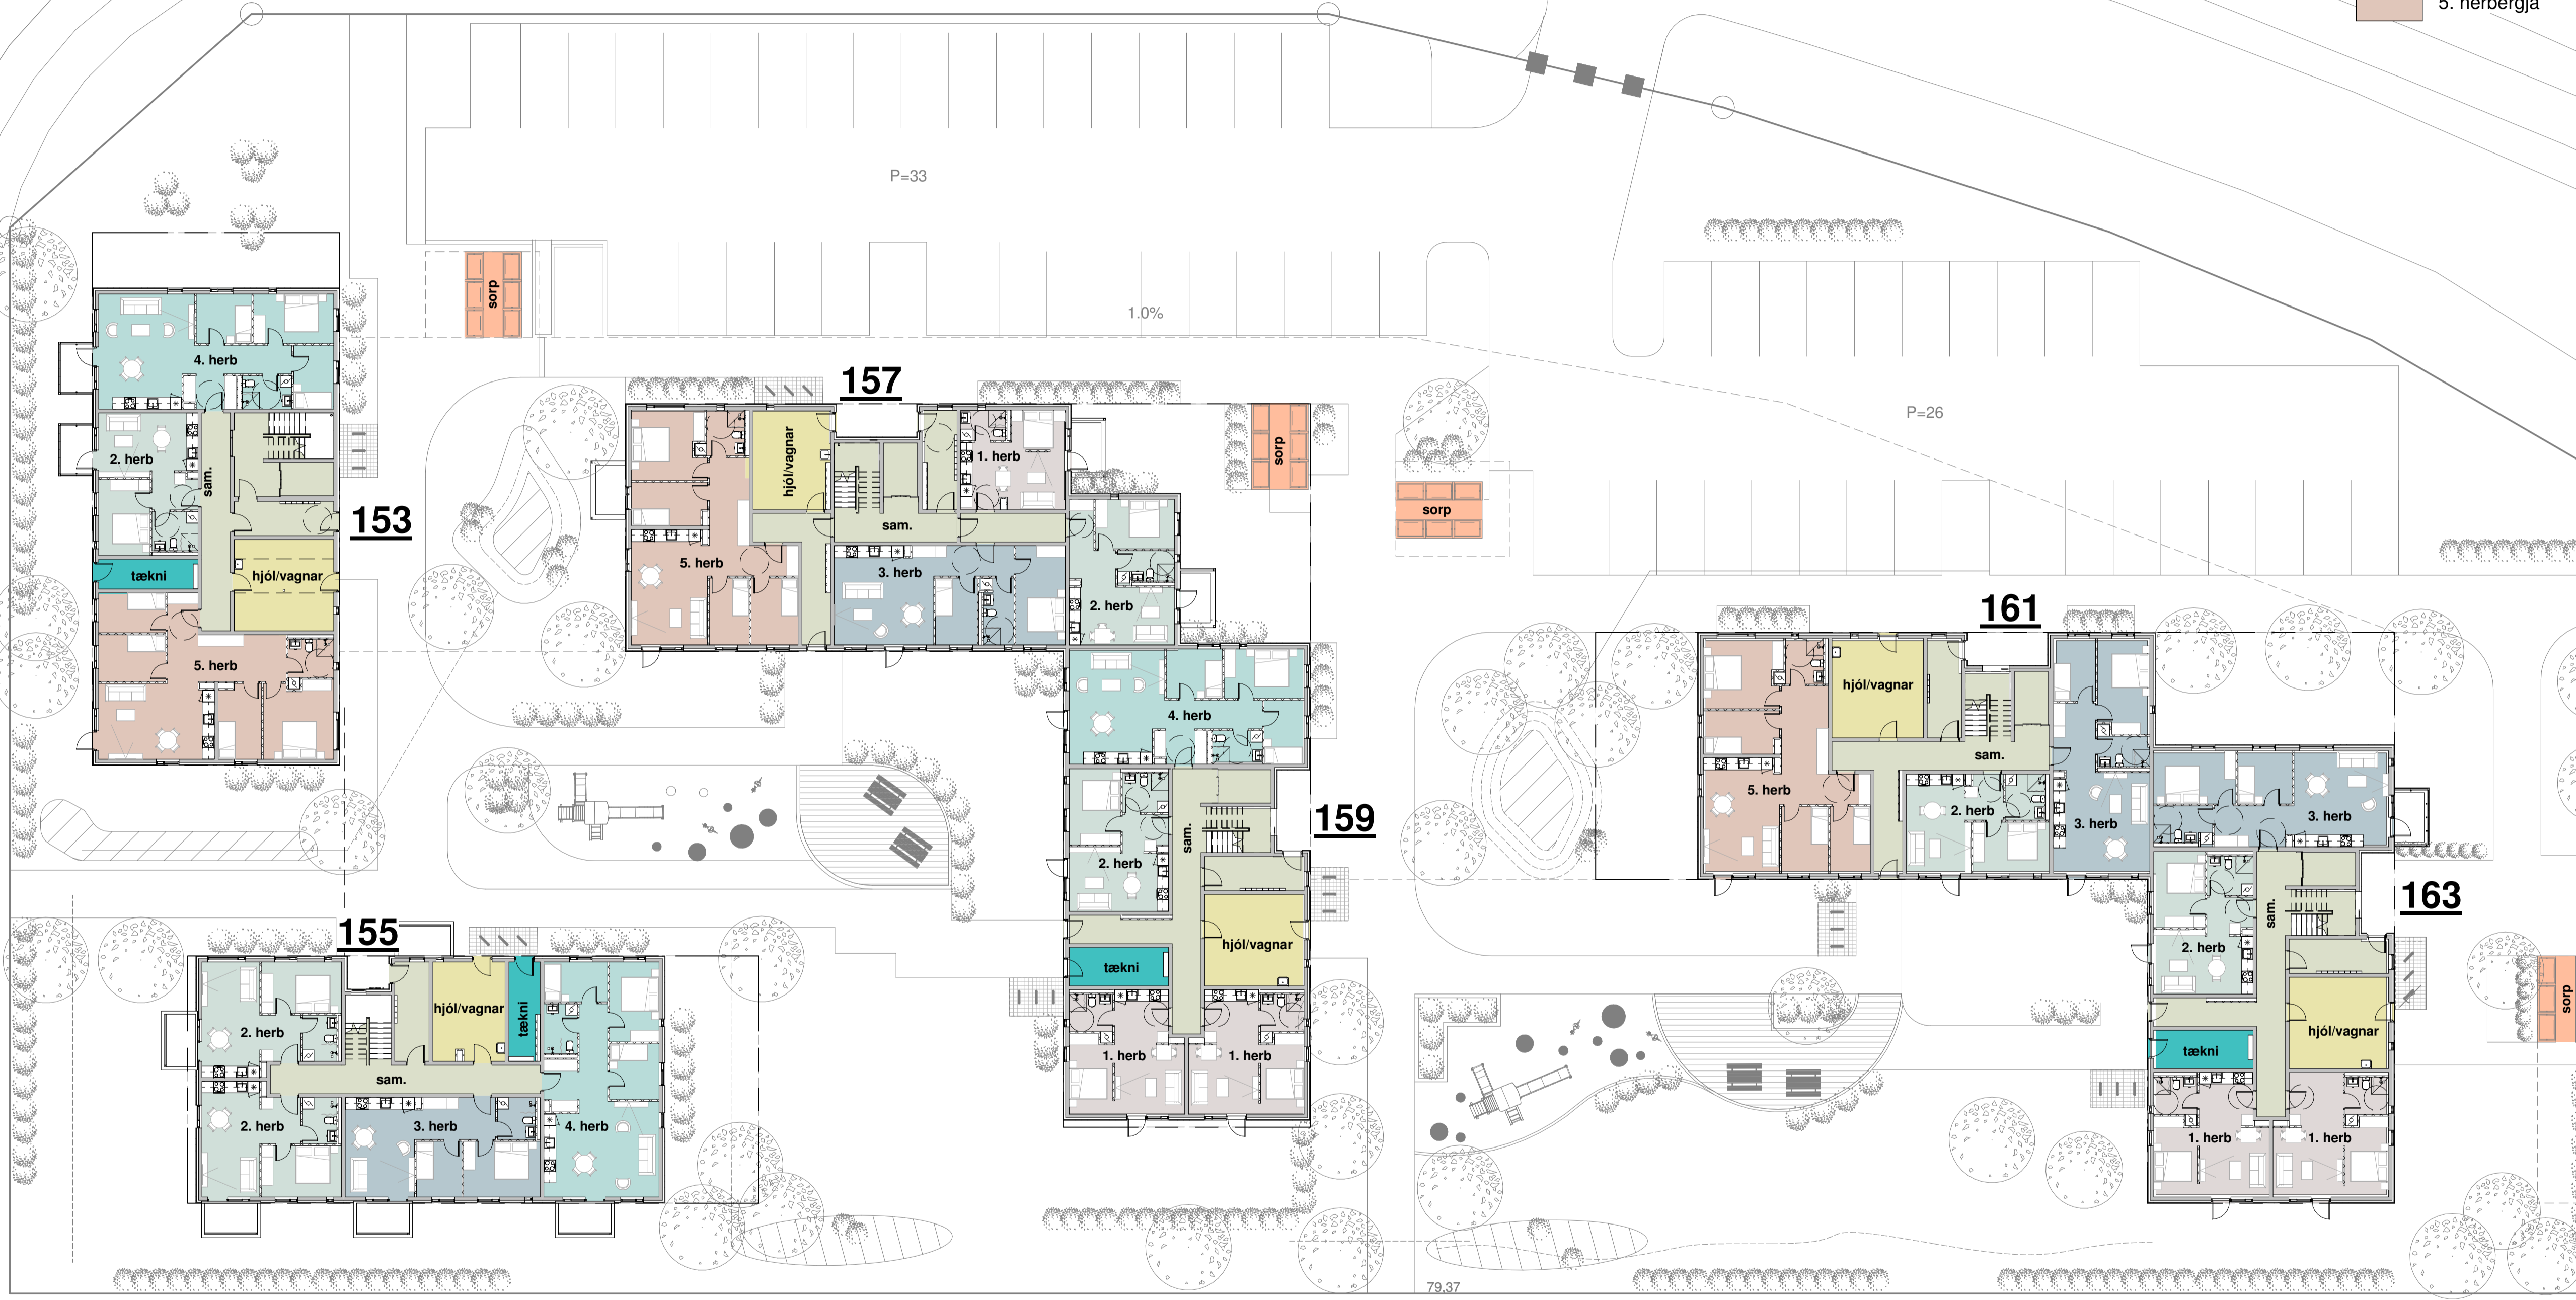 5. herbergja
P=33
sorp
1.0%
4. herb
2. herb
sam.
153
tækni
hjól/vagnar
5. herb
157
hjól/vagnar
1. herb
sam.
5. herb
3. herb
2. herb
sorp
sorp
P=26
4. herb
159
sam.
2. herb
hjól/vagnar
tækni
1. herb
1. herb
161
hjól/vagnar
sam.
5. herb
2. herb
3. herb
3. herb
163
sam.
2. herb
hjól/vagnar
tækni
1. herb
1. herb
sorp
155
2. herb
hjól/vagnar
tækni
sam.
2. herb
3. herb
4. herb
79.37